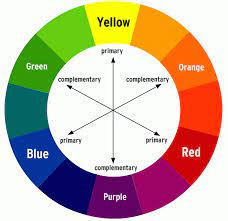 Yellow
primary
Green
Orange
complementary
complementary
Blue
primary
primary
Red
complementary
Purple